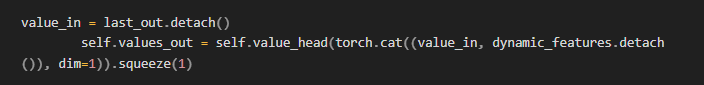 value_in = last_out.detach()
        self.values_out = self.value_head(torch.cat((value_in, dynamic_features.detach
()), dim=1)).squeeze(1)